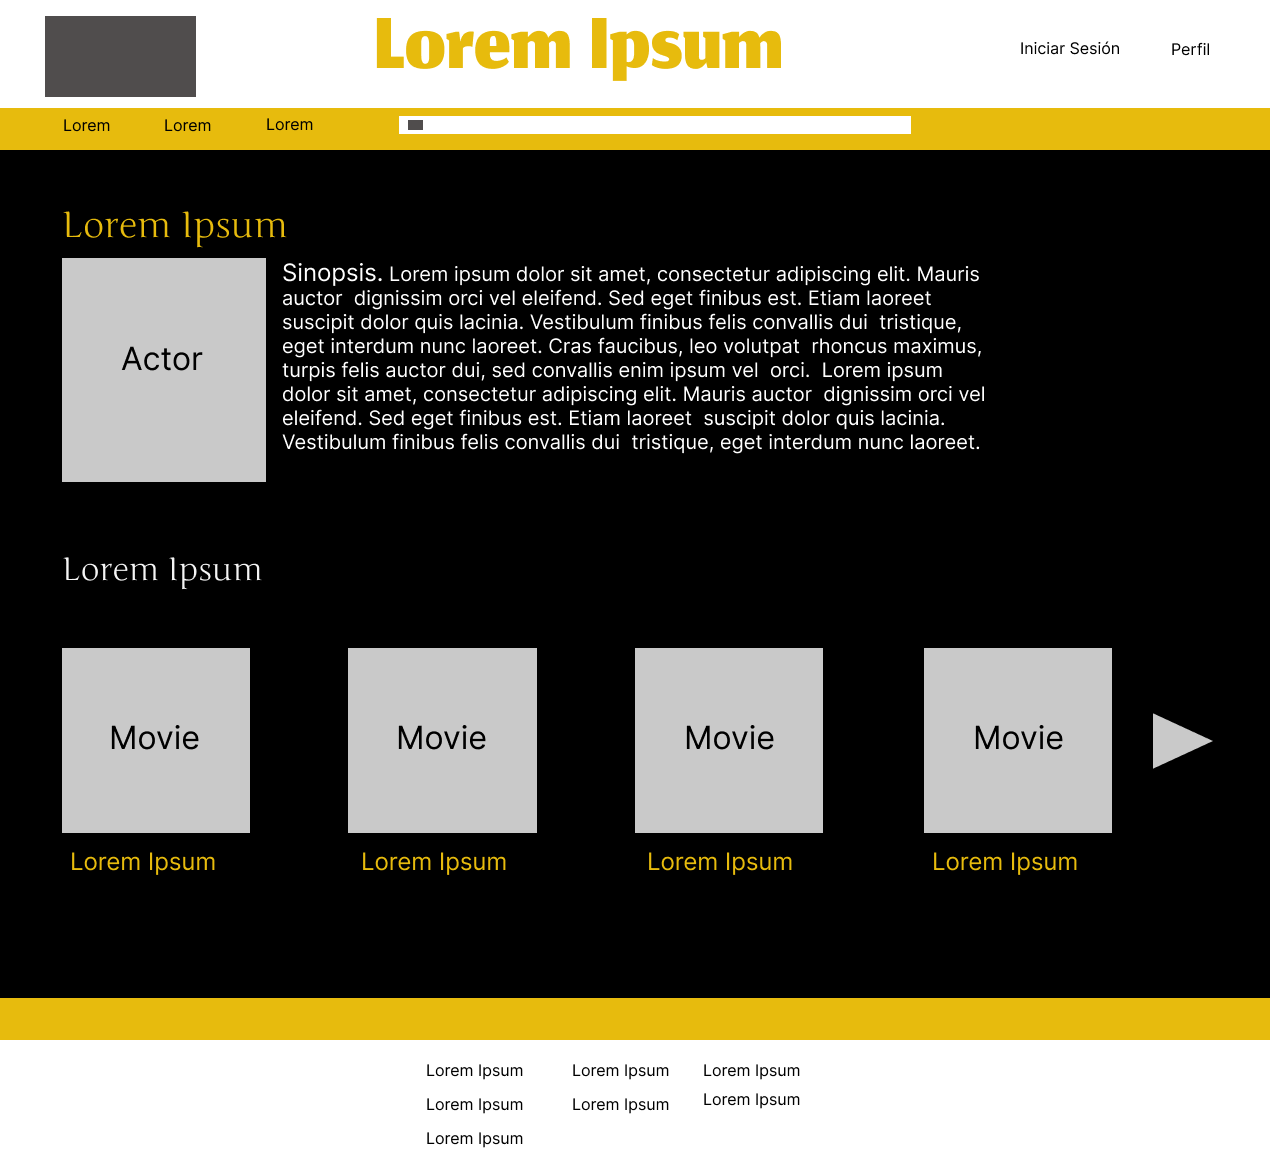 Lorem Ipsum
Iniciar Sesión
Perfil
Lorem
Lorem
Lorem
Lorem Ipsum
Actor
Sinopsis. Lorem ipsum dolor sit amet, consectetur adipiscing elit. Mauris
auctor dignissim orci vel eleifend. Sed eget finibus est. Etiam laoreet
suscipit dolor quis lacinia. Vestibulum finibus felis convallis dui tristique,
eget interdum nunc laoreet. Cras faucibus, leo volutpat rhoncus maximus,
turpis felis auctor dui, sed convallis enim ipsum vel orci. Lorem ipsum
dolor sit amet, consectetur adipiscing elit. Mauris auctor dignissim orci vel
eleifend. Sed eget finibus est. Etiam laoreet suscipit dolor quis lacinia.
Vestibulum finibus felis convallis dui tristique, eget interdum nunc laoreet.
Lorem Ipsum
Movie
Movie
Movie
Movie
Lorem Ipsum
Lorem Ipsum
Lorem Ipsum
Lorem Ipsum
Lorem Ipsum
Lorem Ipsum
Lorem Ipsum
Lorem Ipsum
Lorem Ipsum
Lorem Ipsum
Lorem Ipsum